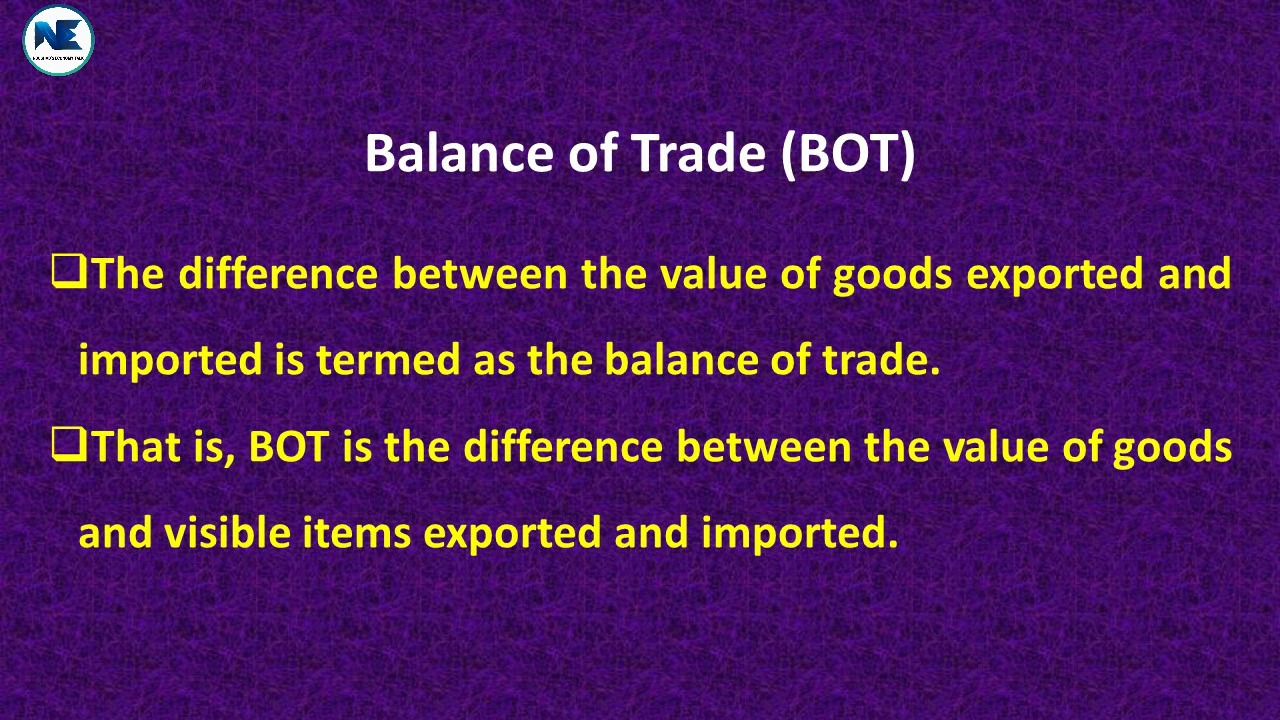 NE
Balance of Trade (BOT)
❑The difference between the value of goods exported and
imported is termed as the balance of trade.
❑That is, BOT is the difference between the value of goods
and visible items exported and imported.